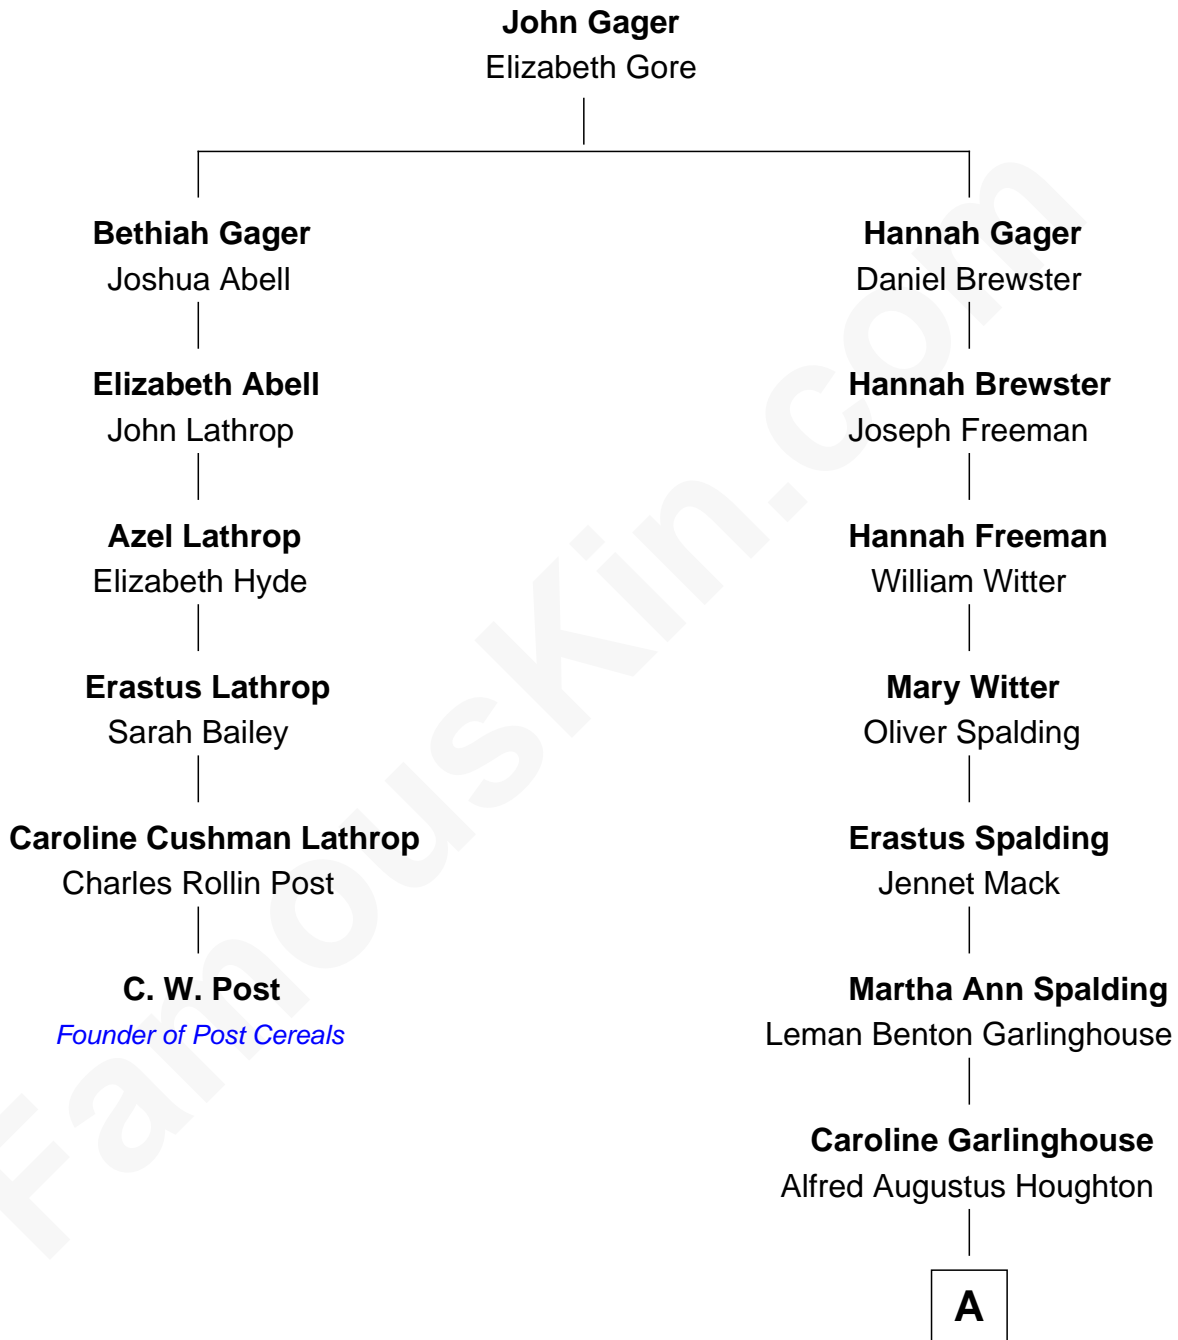 John Gager
Elizabeth Gore
Bethiah Gager
Joshua Abell
Elizabeth Abell
John Lathrop
Azel Lathrop
Elizabeth Hyde
Erastus Lathrop
Sarah Bailey
Caroline Cushman Lathrop
Charles Rollin Post
C. W. Post
Founder of Post Cereals
Hannah Gager
Daniel Brewster
Hannah Brewster
Joseph Freeman
Hannah Freeman
William Witter
Mary Witter
Oliver Spalding
Erastus Spalding
Jennet Mack
Martha Ann Spalding
Leman Benton Garlinghouse
Caroline Garlinghouse
Alfred Augustus Houghton
A
FamousKin.com